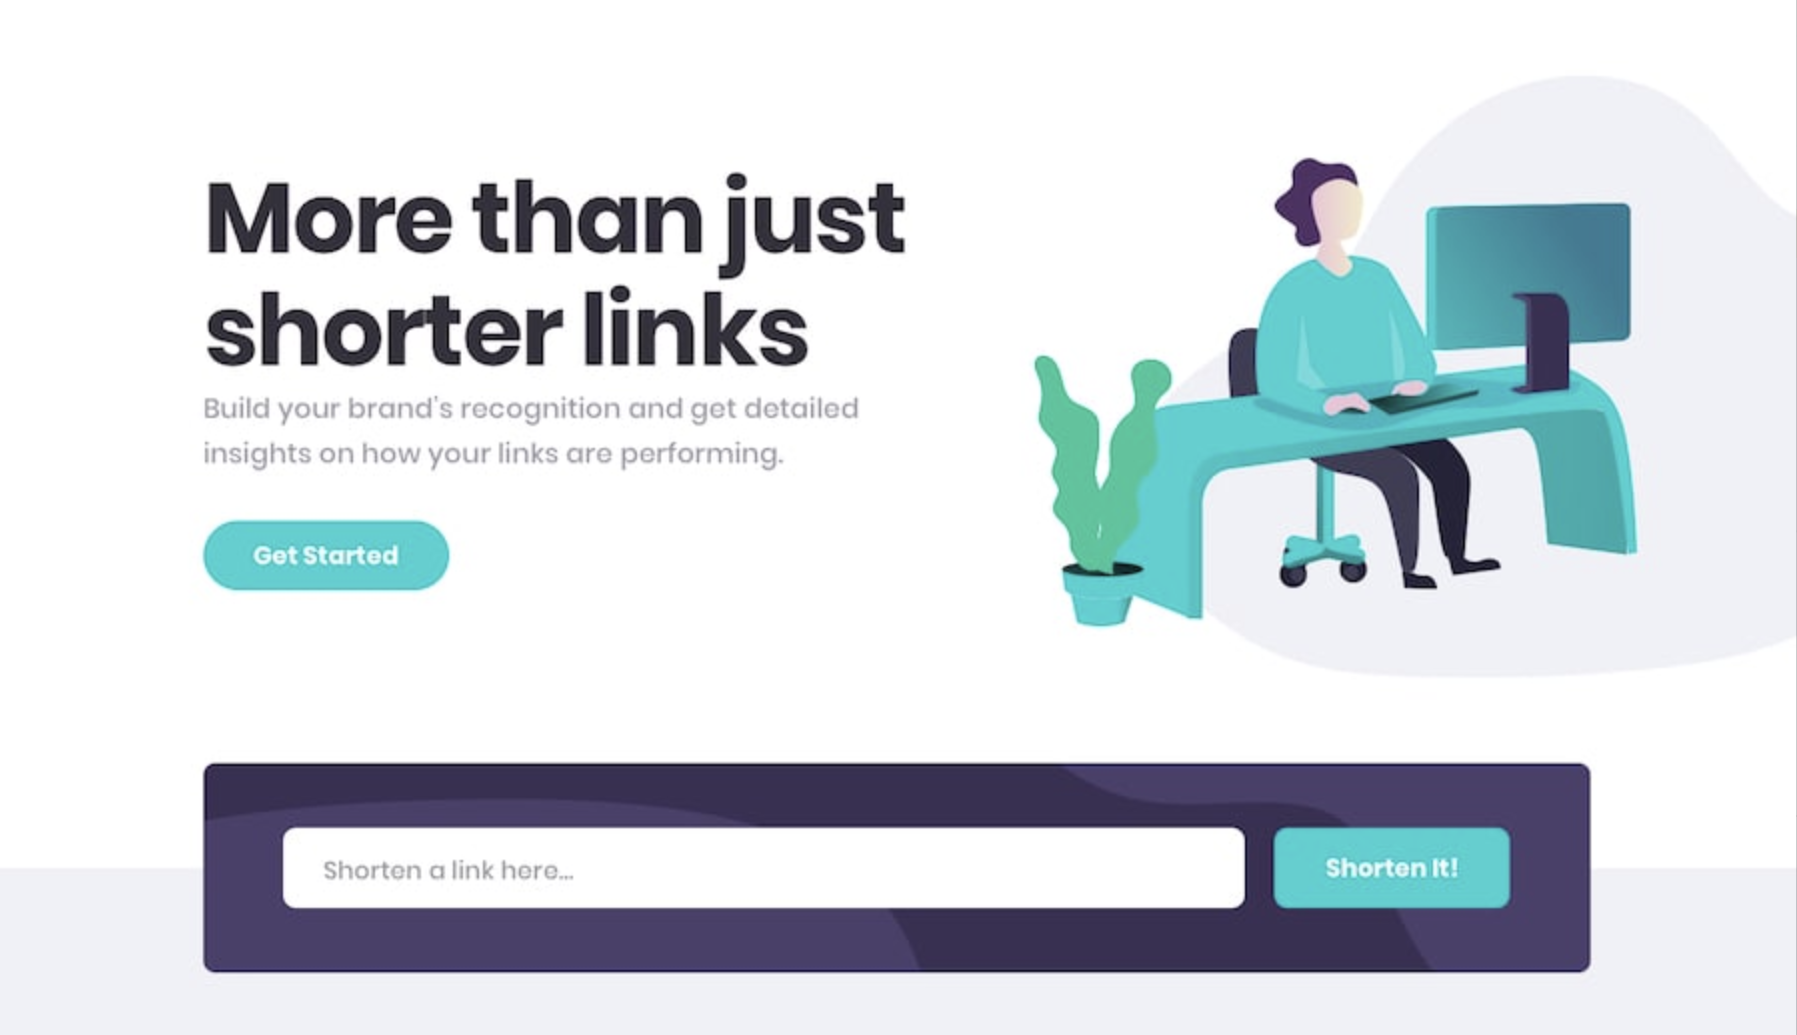 More than just
shorter links
Build your brand's recognition and get detailed
insights on how your links are performing.
Get Started
Shorten a link here...
Shorten It!